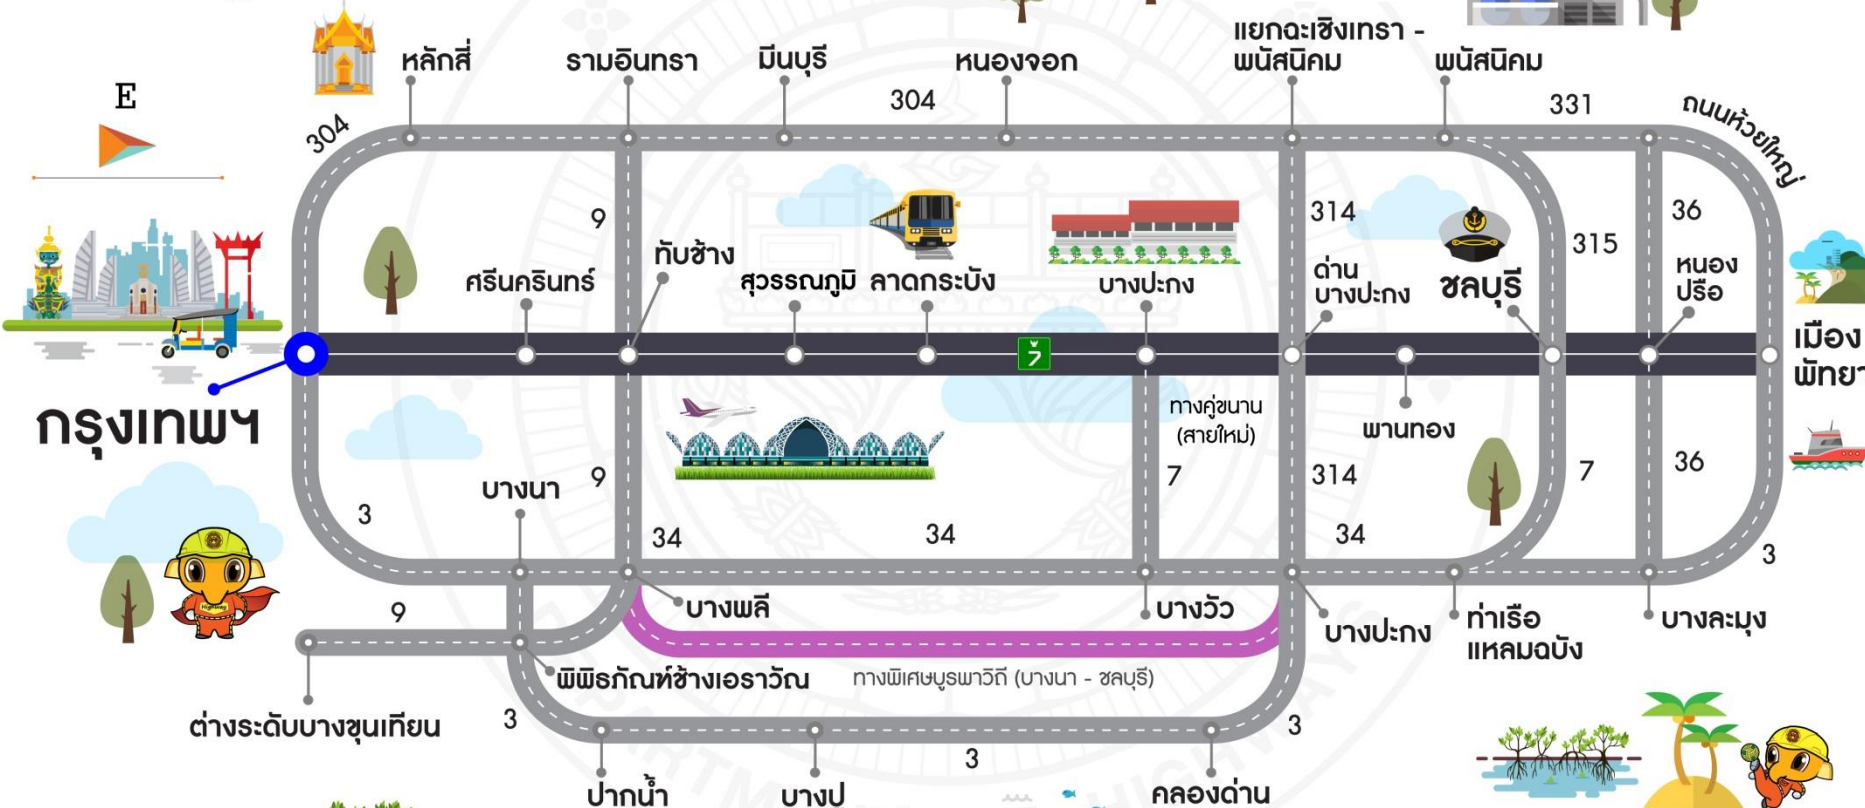 แยกฉะเชิงเทรา -
พนัสนิคม
หลักสี่
รามอินทรา
มีนบุรี
หนองจอก
พนัสนิคม
E
304
304
331
ถนนห้วยใหญ่
9
314
315
36
ทับช้าง
ศรีนครินทร์
สุวรรณภูมิ
ลาดกระบัง
บางปะกง
ด่าน
บางปะกง
ชลบุรี
หนอง
ปรือ
7
เมือง
กรุงเทพฯ
ทางคู่ขนาน
(สายใหม่)
พานทอง
บางนา
9
7
314
7
36
3
34
34
34
3
9
บางพลี
บางวัว
บางปะกง
ท่าเรือ
แหลมฉบัง
บางละมุง
พิพิธภัณฑ์ช้างเอราวัณ
ทางพิเศษบูรพาวิถี (บางนา - ชลบุรี)
ต่างระดับบางขุนเทียน
3
3
3
ปากน้ำ
บางปู
คลองด่าน